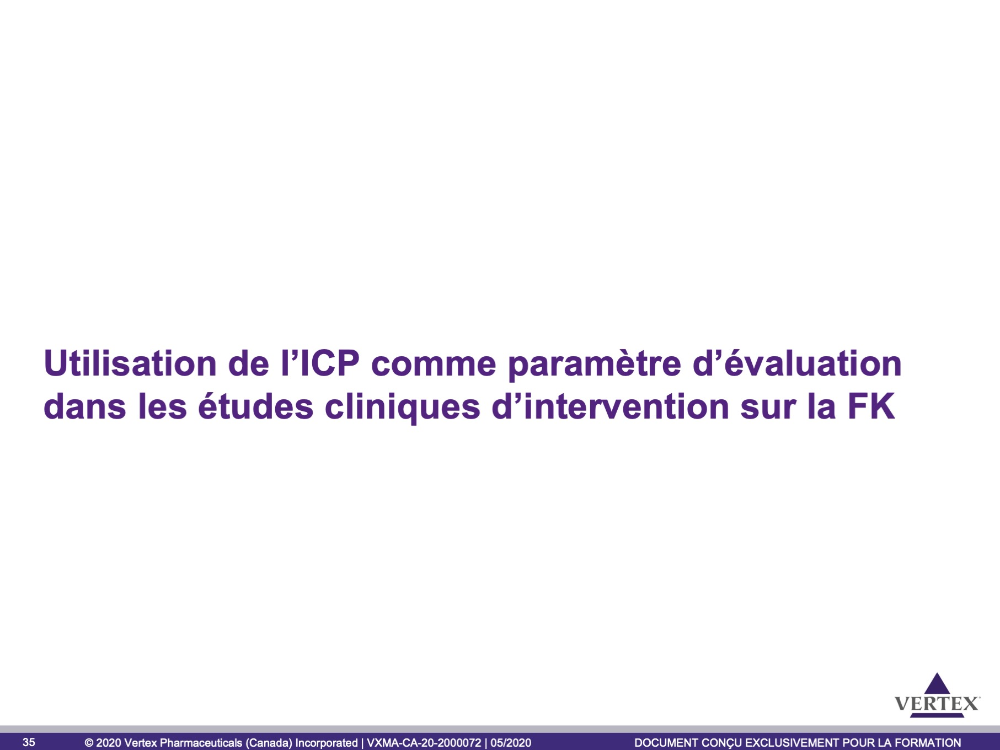 Utilisation de l’ICP comme paramètre d’évaluation
dans les études cliniques d’intervention sur la FK
VERTEX
35 © 2020 Vertex Pharmaceuticals (Canada) Incorporated | VXMA-CA-20-2000072 | 05/2020 DOCUMENT CONÇU EXCLUSIVEMENT POUR LA FORMATION